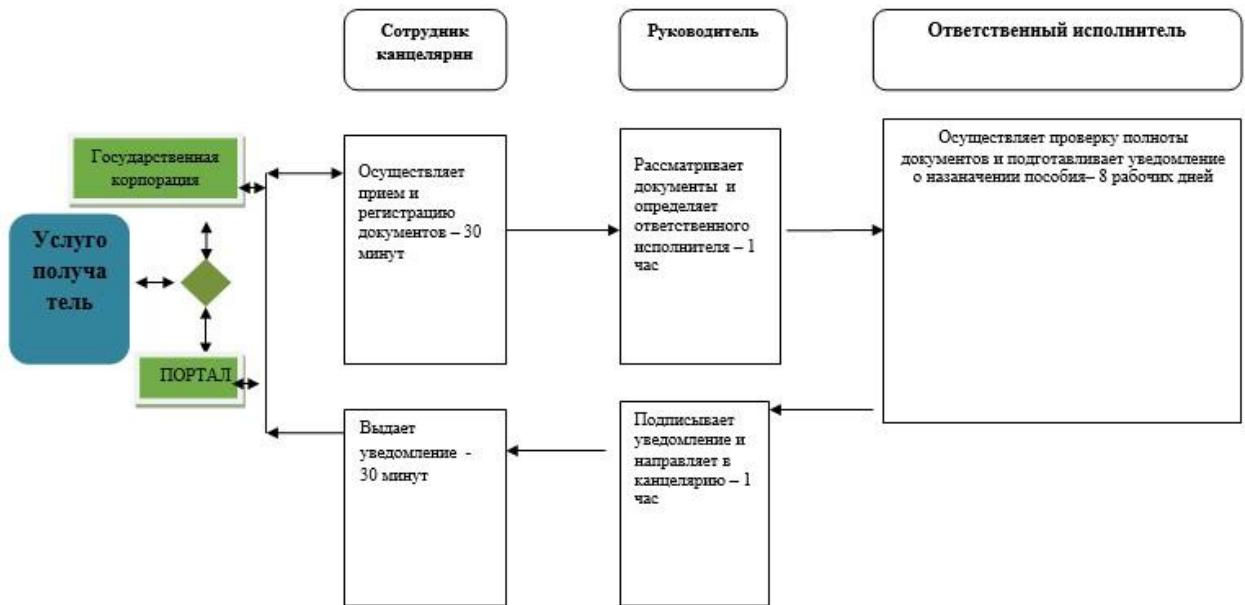 Сотрудник
канцелярии
Руководитель
Ответственный исполнитель
Государственная
корпорация
Услуго
получа
тель
ПОРТАЛ
Осуществляет
прием и
регистрацию
документов – 30
минут
Рассматривает
документы и
определяет
ответственного
исполнителя – 1
час
Осуществляет проверку полноты
документов и подготавливает уведомление
о назаначении пособия– 8 рабочих дней
Выдает
уведомление -
30 минут
Подписывает
уведомление и
направляет в
канцелярию – 1
час